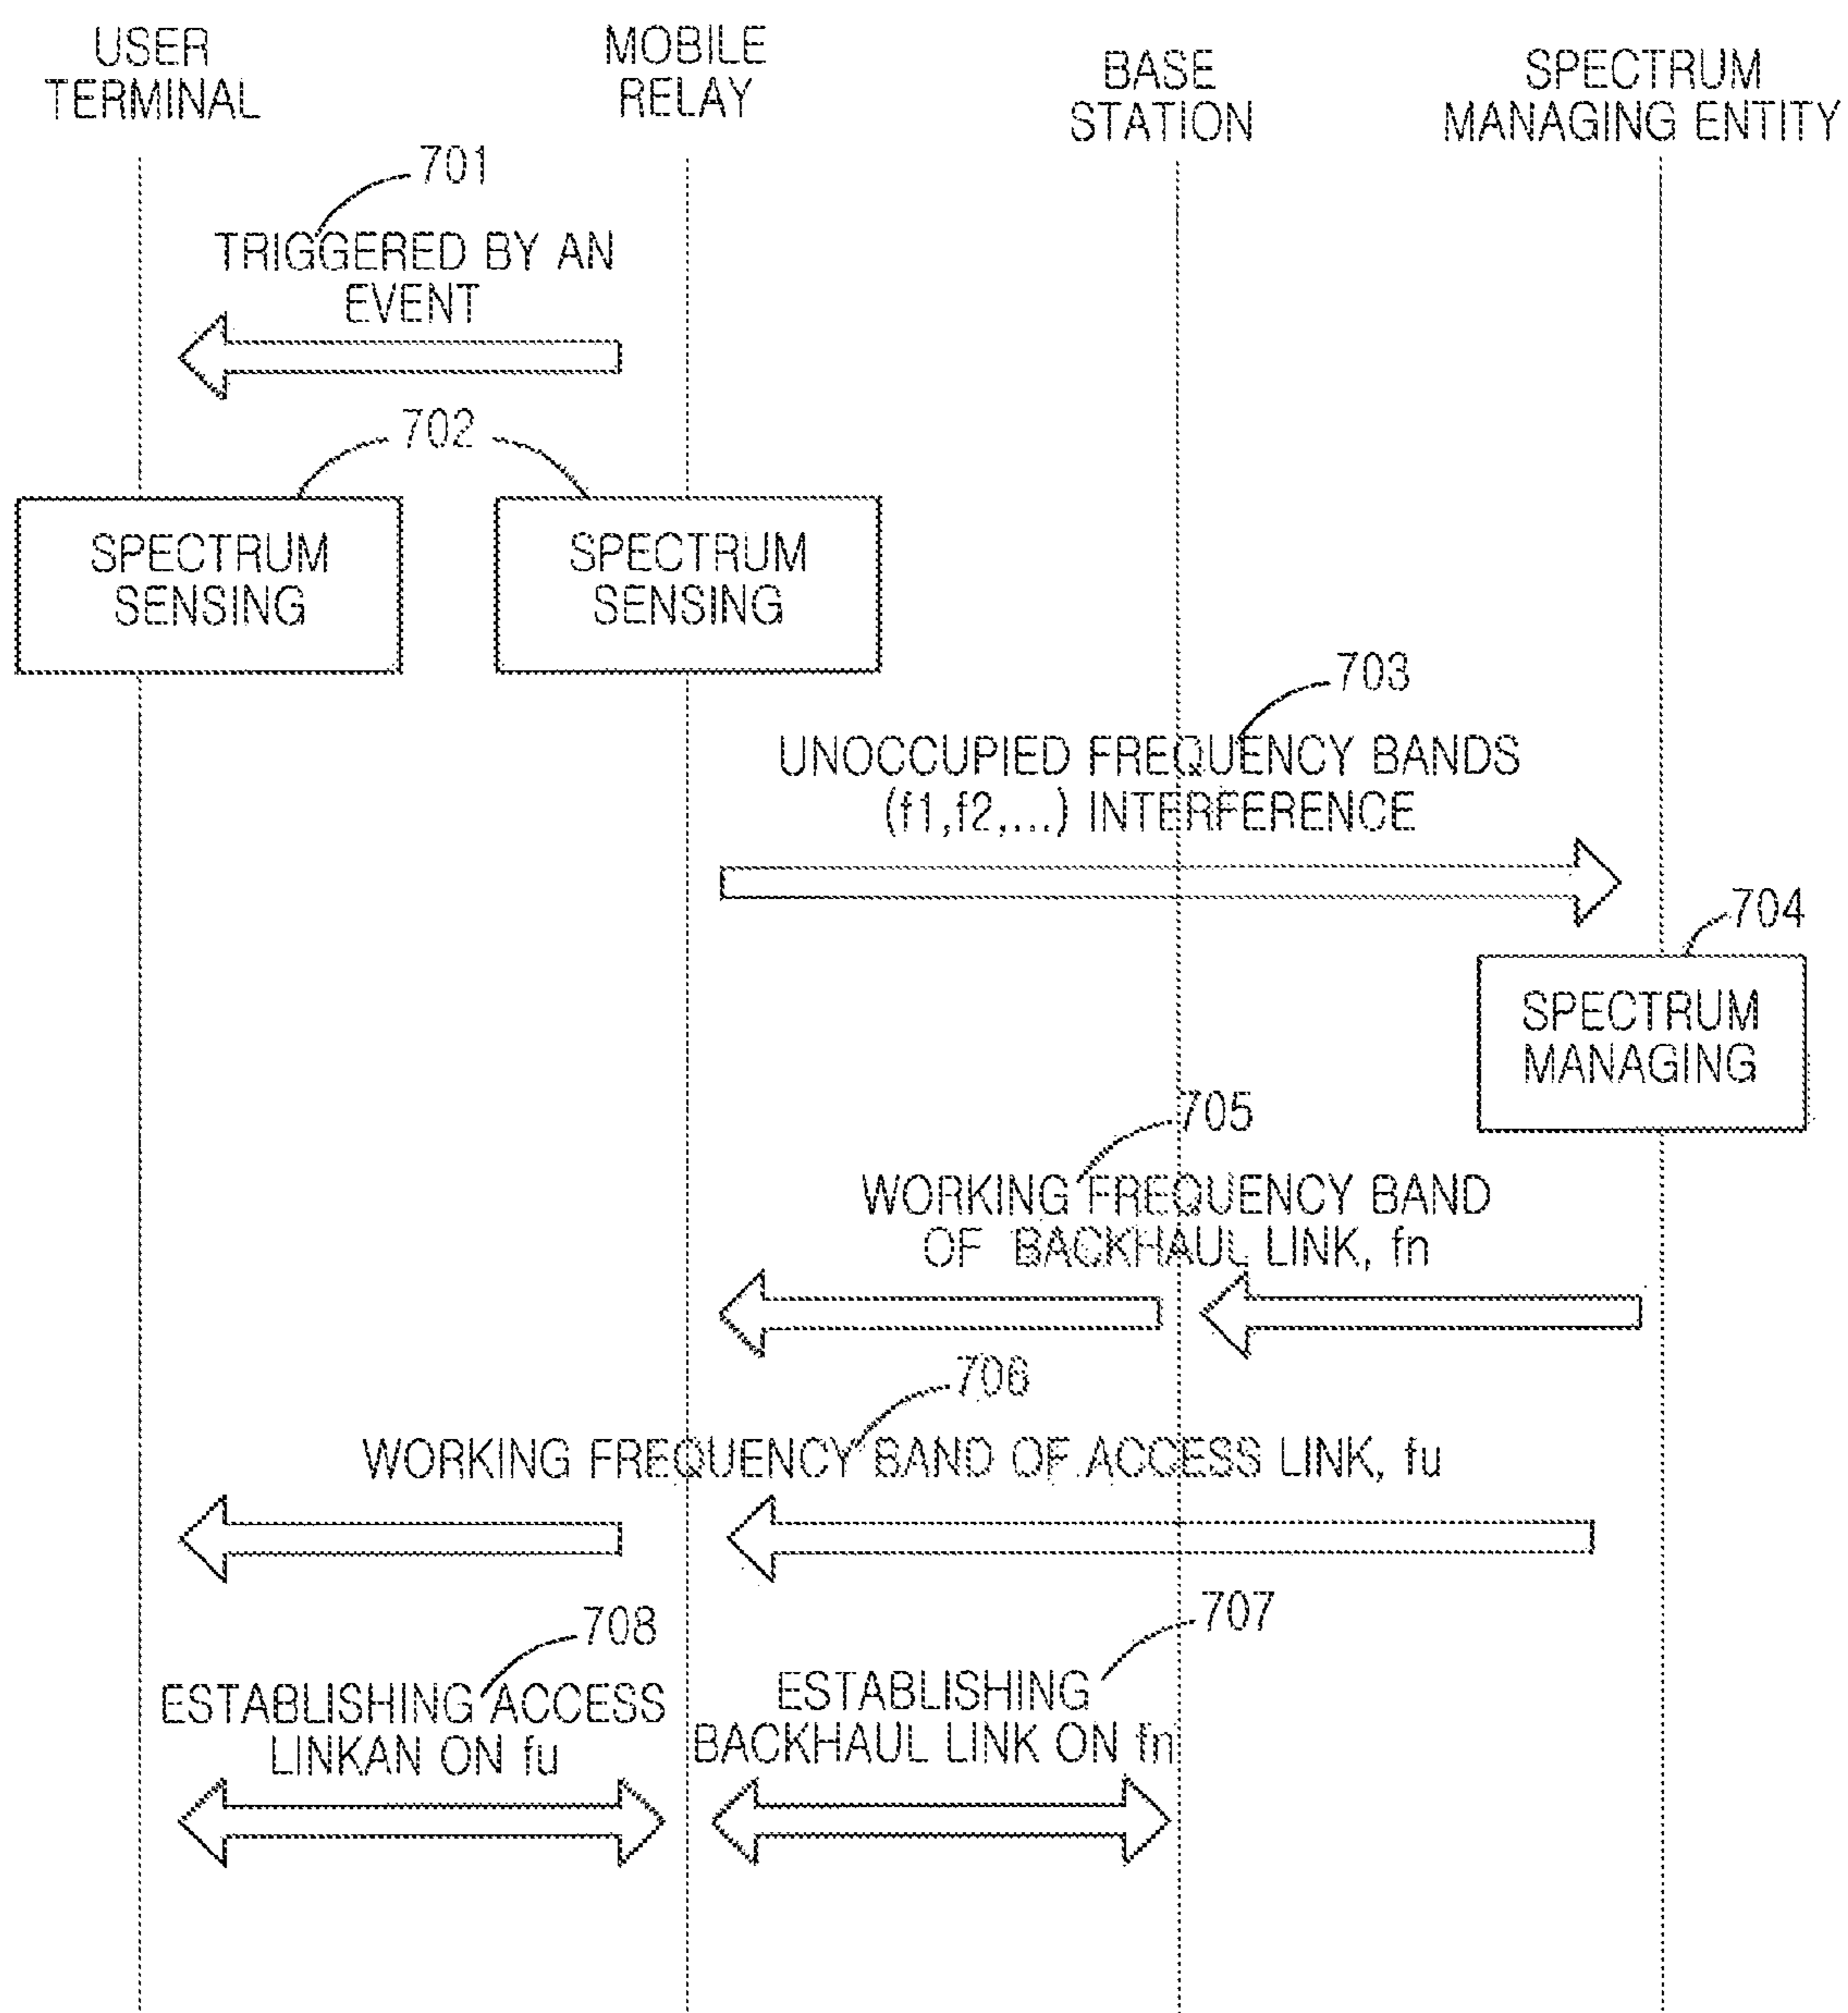 USER
TERMINAL
MOBILE
RELAY
BASE
STATION
SPECTRUM
MANAGING ENTITY
701
TRIGGERED BY AN
EVENT
702
SPECTRUM
SENSING
SPECTRUM
SENSING
703
UNOCCUPIED FREQUENCY BANDS
(f1,f2,...) INTERFERENCE
704
SPECTRUM
MANAGING
705
WORKING FREQUENCY BAND
OF BACKHAUL LINK, fn
706
WORKING FREQUENCY BAND OF ACCESS LINK, fu
708
ESTABLISHING ACCESS
LINKAN ON fu
707
ESTABLISHING
BACKHAUL LINK ON fn